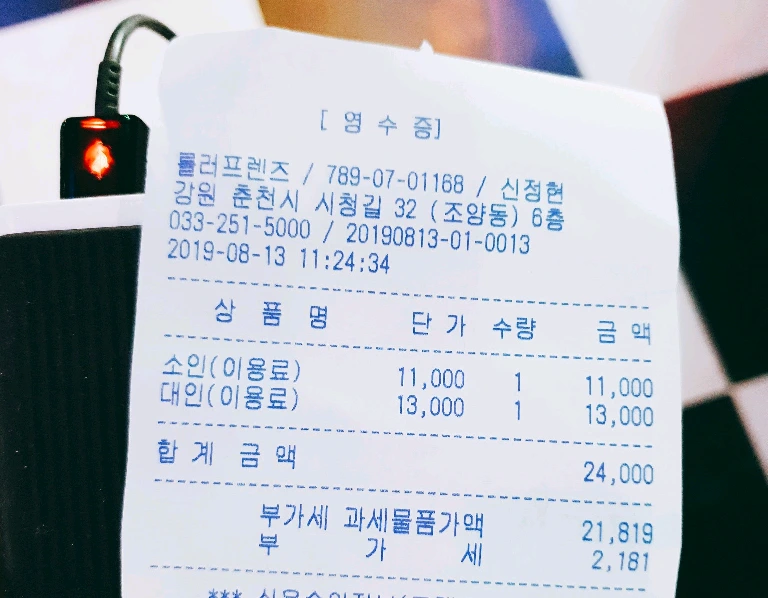 [ 영 수 증]
롤러프렌즈 / 789-07-01168 / 신정현
강원 춘천시 시청길 32 (조양동) 6층
033-251-5000 / 20190813-01-0013
2019-08-13 11:24:34
상 품 명 단 가 수량 금 액
소인(이용료) 11,000 1 11,000
대인(이용료) 13,000 1 13,000
합 계 금 액 24,000
부가세 과세물품가액 21,819
부 가 세 2,181
***